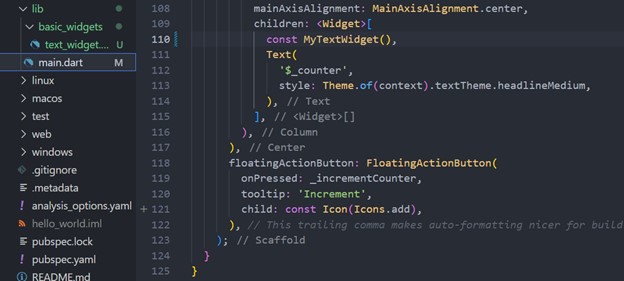 lib
basic_widgets
text_widget.... U
main.dart M
linux
macos
test
web
windows
.gitignore
.metadata
analysis_options.yaml
hello_world.iml
pubspec.lock
pubspec.yaml
README.md
108 mainAxisAlignment: MainAxisAlignment.center,
109 children: <Widget>[
110 const MyTextWidget(),
111 Text(
112 '$_counter',
113 style: Theme.of(context).textTheme.headlineMedium,
114 ), // Text
115 ], // <Widget>[]
116 ), // Column
117 ), // Center
118 floatingActionButton: FloatingActionButton(
119 onPressed: _incrementCounter,
120 tooltip: 'Increment',
121 child: const Icon(Icons.add),
122 ), // This trailing comma makes auto-formatting nicer for build
123 ); // Scaffold
124 }
125 }